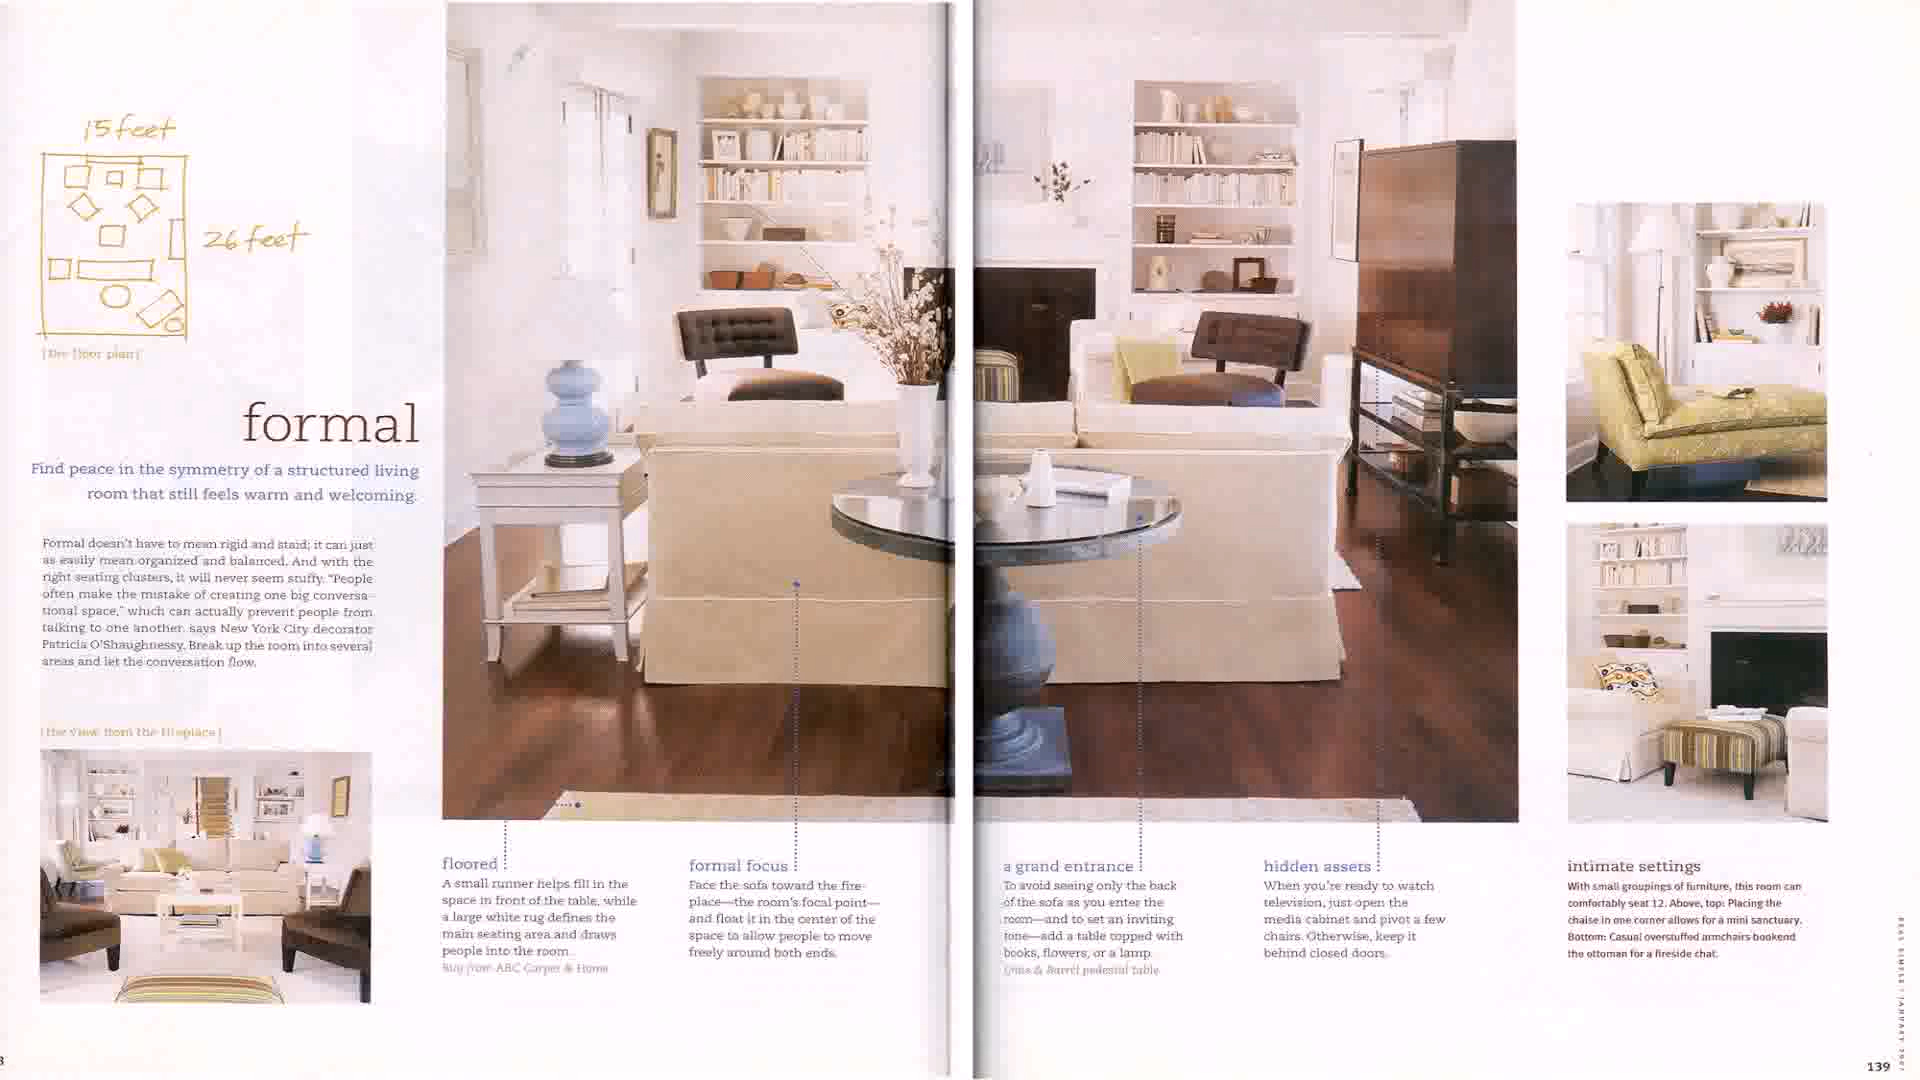 15 feet
26 feet
[the floor plan]
formal
Find peace in the symmetry of a structured living
room that still feels warm and welcoming.
Formal doesn't have to mean rigid and staid; it can just
as easily mean organized and balanced. And with the
right seating clusters, it will never seem stuffy. "People
often make the mistake of creating one big conversa-
tional space," which can actually prevent people from
talking to one another, says New York City decorator
Patricia O'Shaughnessy. Break up the room into several
areas and let the conversation flow.
[the view from the fireplace]
floored
A small runner helps fill in the
space in front of the table, while
a large white rug defines the
main seating area and draws
people into the room.
Rug from ABC Carpet & Home
formal focus
Face the sofa toward the fire-
place—the room's focal point—
and float it in the center of the
space to allow people to move
freely around both ends.
a grand entrance
To avoid seeing only the back
of the sofa as you enter the
room—and to set an inviting
tone—add a table topped with
books, flowers, or a lamp.
Crate & Barrel pedestal table
hidden assets
When you're ready to watch
television, just open the
media cabinet and pivot a few
chairs. Otherwise, keep it
behind closed doors.
intimate settings
With small groupings of furniture, this room can
comfortably seat 12. Above, top: Placing the
chaise in one corner allows for a mini sanctuary.
Bottom: Casual overstuffed armchairs bookend
the ottoman for a fireside chat.
REAL SIMPLE / JANUARY 2007
139